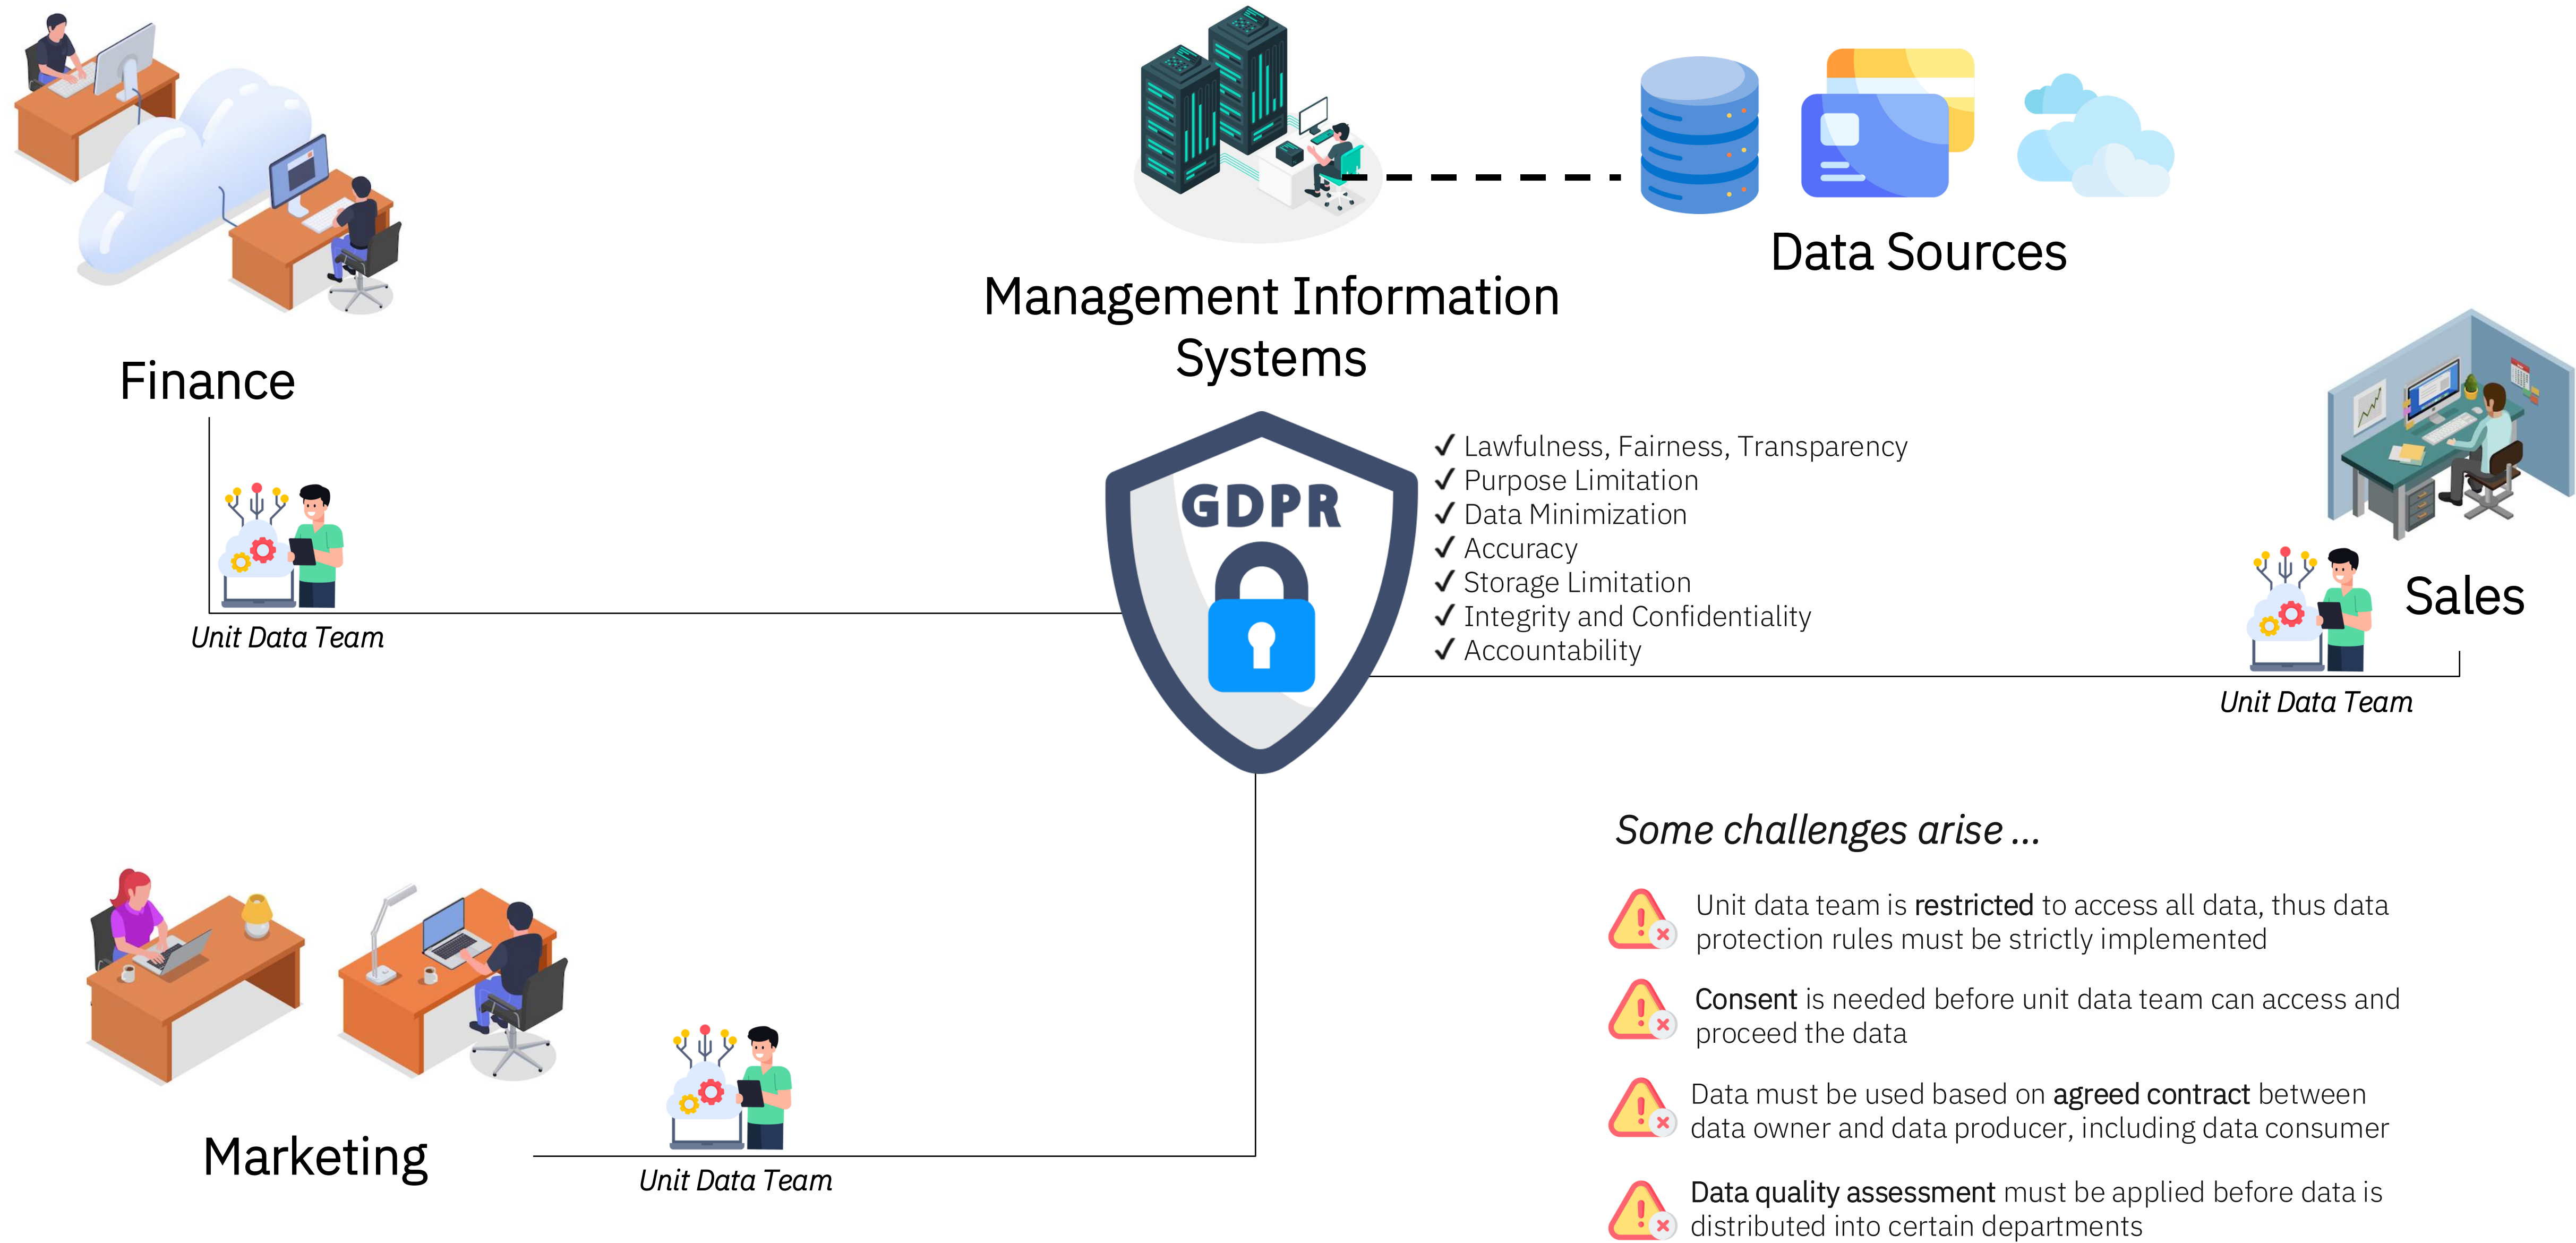 Management Information
Systems
Data Sources
Finance
Unit Data Team
GDPR
✓ Lawfulness, Fairness, Transparency
✓ Purpose Limitation
✓ Data Minimization
✓ Accuracy
✓ Storage Limitation
✓ Integrity and Confidentiality
✓ Accountability
Sales
Unit Data Team
Marketing
Unit Data Team
Some challenges arise ...
Unit data team is restricted to access all data, thus data
protection rules must be strictly implemented
Consent is needed before unit data team can access and
proceed the data
Data must be used based on agreed contract between
data owner and data producer, including data consumer
Data quality assessment must be applied before data is
distributed into certain departments